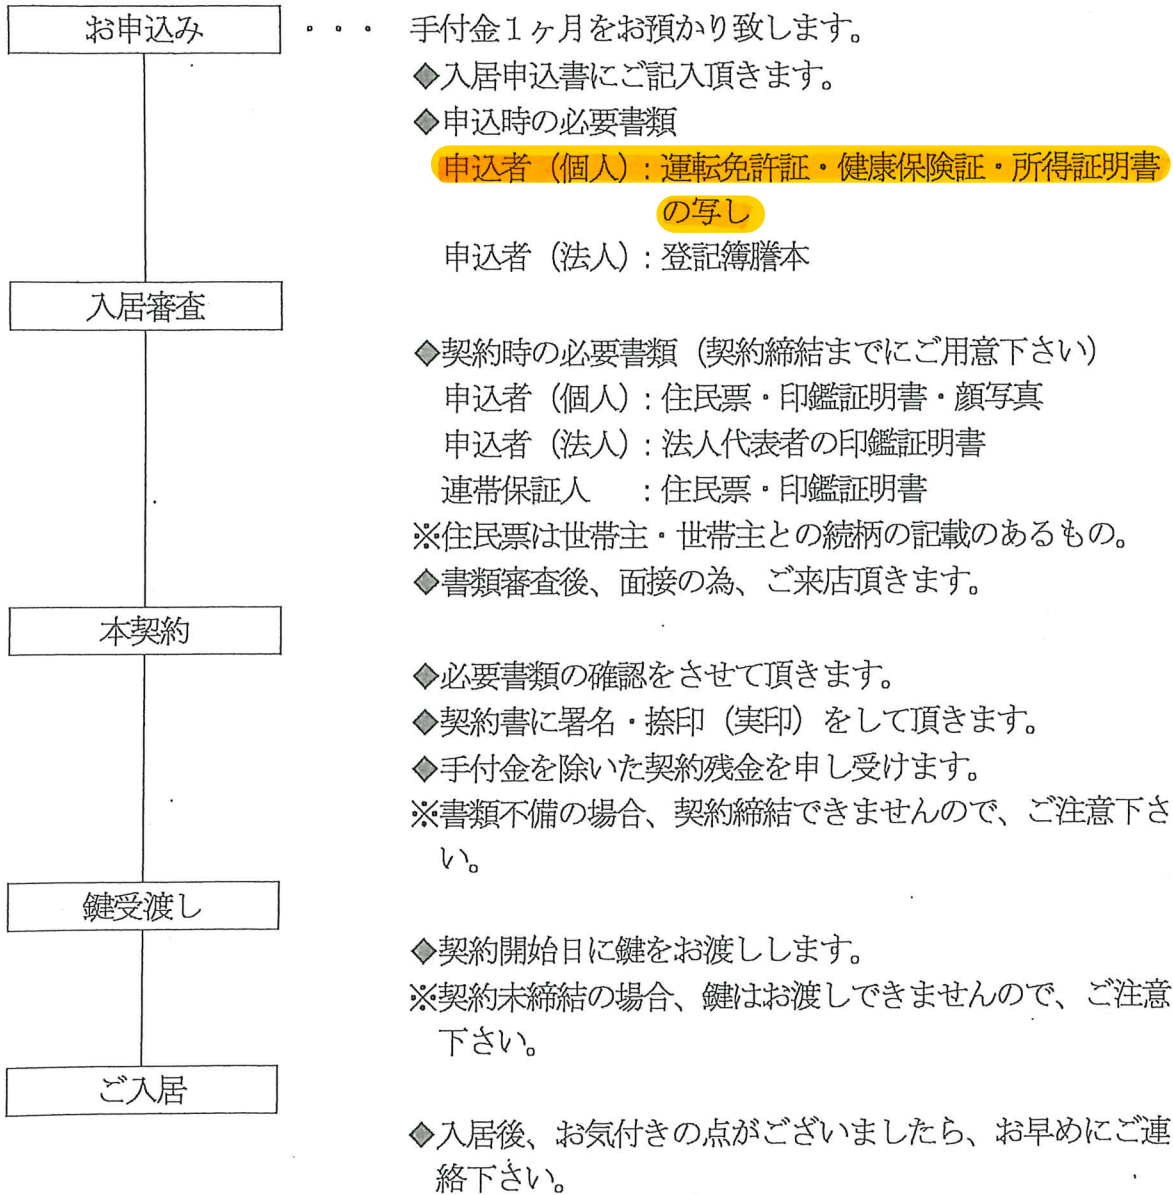 お申込み ・・・ 手付金１ヶ月をお預かり致します。
◆入居申込書にご記入頂きます。
◆申込時の必要書類
申込者（個人）：運転免許証・健康保険証・所得証明書
の写し
申込者（法人）：登記簿謄本
入居審査
◆契約時の必要書類（契約締結までにご用意下さい）
申込者（個人）：住民票・印鑑証明書・顔写真
申込者（法人）：法人代表者の印鑑証明書
連帯保証人　：住民票・印鑑証明書
※住民票は世帯主・世帯主との続柄の記載のあるもの。
◆書類審査後、面接の為、ご来店頂きます。
本契約
◆必要書類の確認をさせて頂きます。
◆契約書に署名・捺印（実印）をして頂きます。
◆手付金を除いた契約残金を申し受けます。
※書類不備の場合、契約締結できませんので、ご注意下さ
い。
鍵受渡し
◆契約開始日に鍵をお渡しします。
※契約未締結の場合、鍵はお渡しできませんので、ご注意
下さい。
ご入居
◆入居後、お気付きの点がございましたら、お早めにご連
絡下さい。